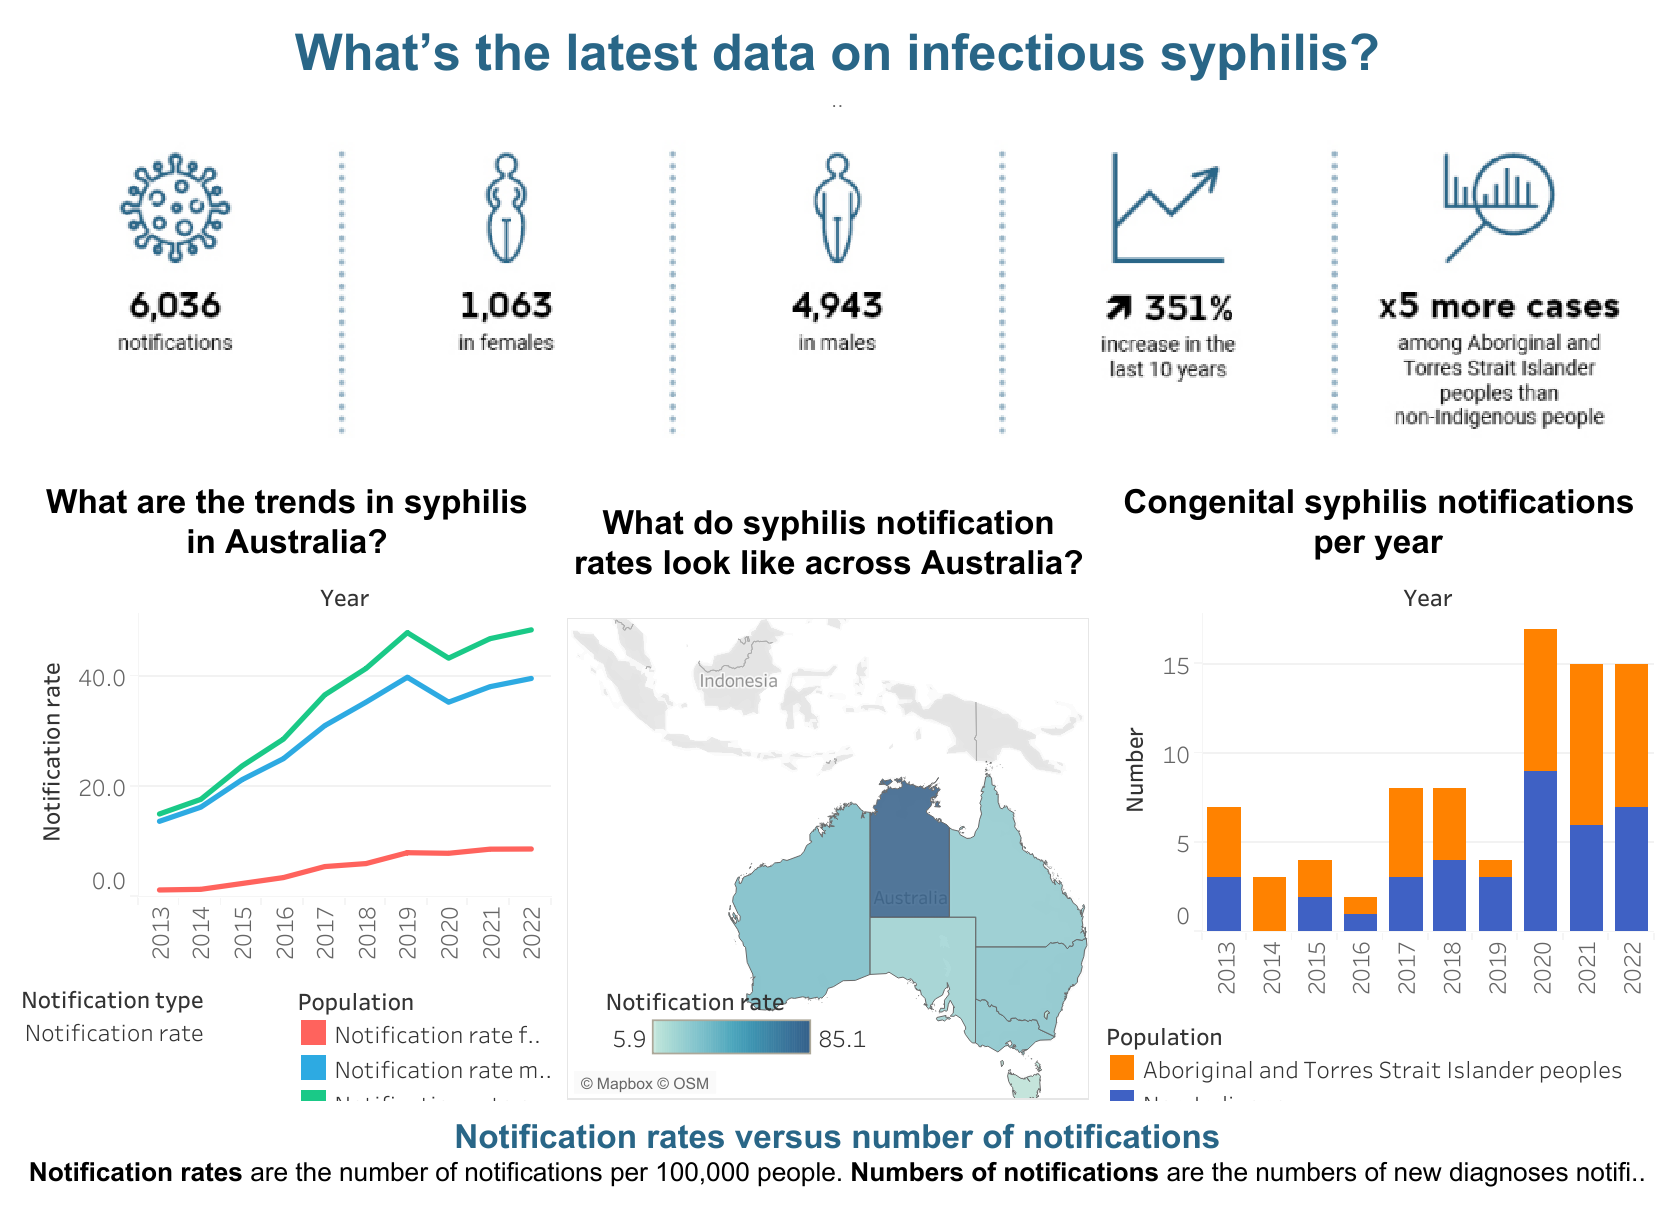 What’s the latest data on infectious syphilis?
..
6,036
notifications
1,063
in females
4,943
in males
351%
increase in the
last 10 years
x5 more cases
among Aboriginal and
Torres Strait Islander
peoples than
non-Indigenous people
What are the trends in syphilis
in Australia?
Year
Notification rate
40.0
20.0
0.0
2013
2014
2015
2016
2017
2018
2019
2020
2021
2022
Notification type
Notification rate
Population
Notification rate f..
Notification rate m..
What do syphilis notification
rates look like across Australia?
Indonesia
Australia
Notification rate
5.9
85.1
© Mapbox © OSM
Congenital syphilis notifications
per year
Year
Number
15
10
5
0
2013
2014
2015
2016
2017
2018
2019
2020
2021
2022
Population
Aboriginal and Torres Strait Islander peoples
Notification rates versus number of notifications
Notification rates are the number of notifications per 100,000 people. Numbers of notifications are the numbers of new diagnoses notifi..